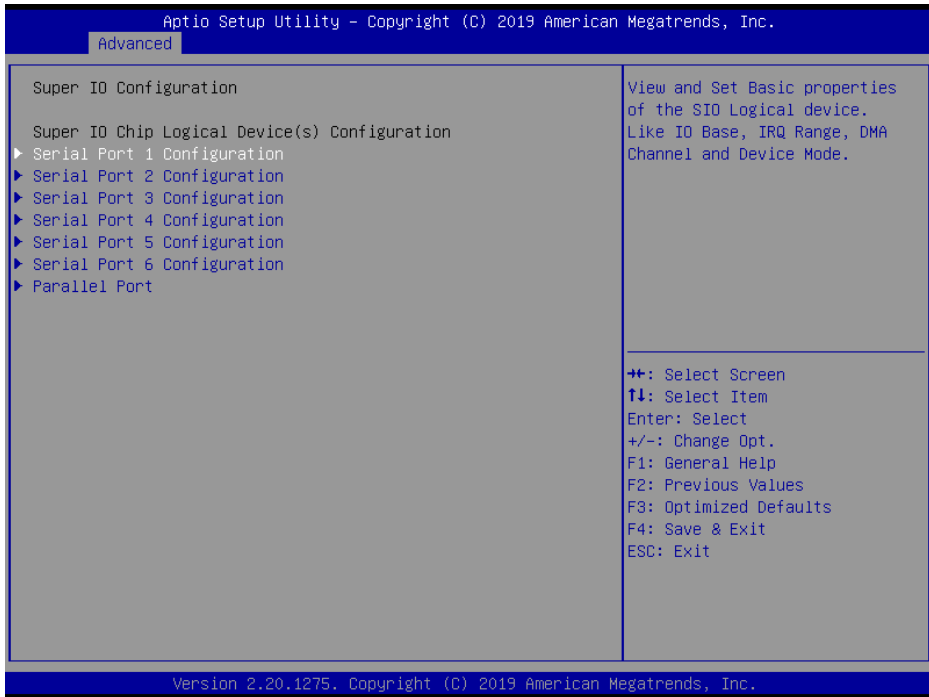 Aptio Setup Utility – Copyright (C) 2019 American Megatrends, Inc.
Advanced
Super IO Configuration
Super IO Chip Logical Device(s) Configuration
▶ Serial Port 1 Configuration
▶ Serial Port 2 Configuration
▶ Serial Port 3 Configuration
▶ Serial Port 4 Configuration
▶ Serial Port 5 Configuration
▶ Serial Port 6 Configuration
▶ Parallel Port
View and Set Basic properties
of the SIO Logical device.
Like IO Base, IRQ Range, DMA
Channel and Device Mode.
→←: Select Screen
↑↓: Select Item
Enter: Select
+/-: Change Opt.
F1: General Help
F2: Previous Values
F3: Optimized Defaults
F4: Save & Exit
ESC: Exit
Version 2.20.1275. Copyright (C) 2019 American Megatrends, Inc.